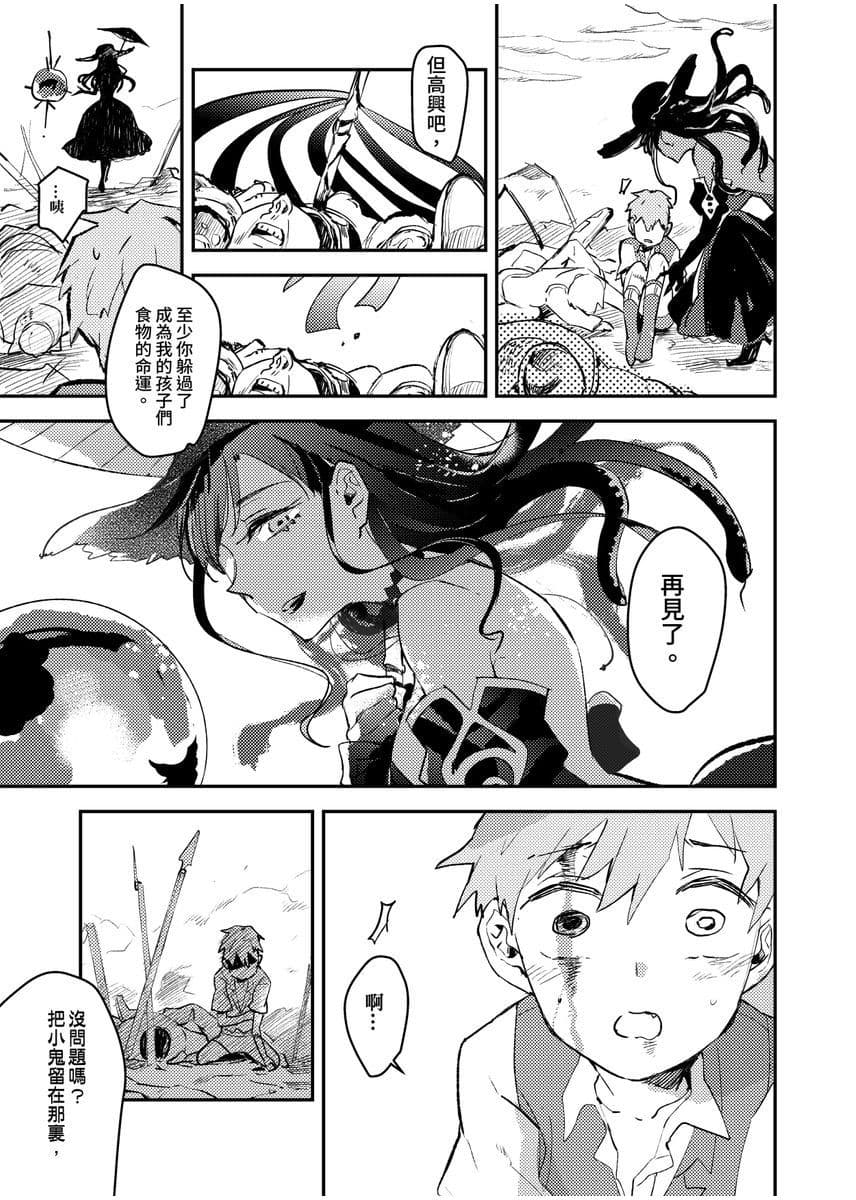 但高興吧，
…咦
至少你躲過了
成為我的孩子們
食物的命運。
再見了。
啊…
沒問題嗎？
把小鬼留在那裏，